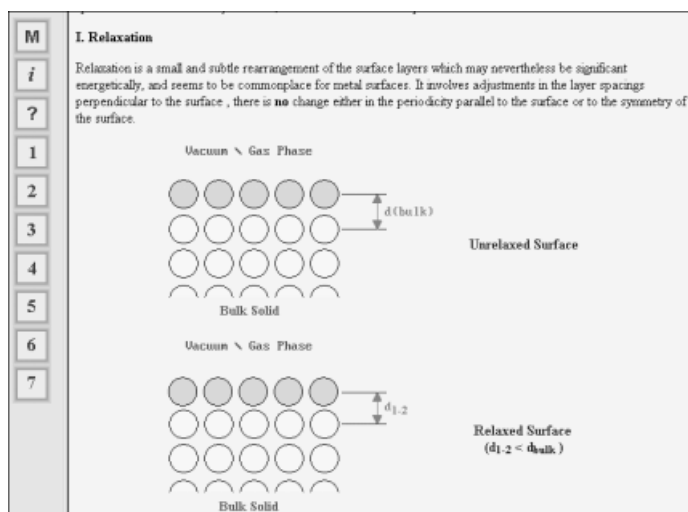 M
i
?
1
2
3
4
5
6
7
I. Relaxation
Relaxation is a small and subtle rearrangement of the surface layers which may nevertheless be significant
energetically, and seems to be commonplace for metal surfaces. It involves adjustments in the layer spacings
perpendicular to the surface , there is no change either in the periodicity parallel to the surface or to the symmetry of
the surface.
Vacuum \ Gas Phase
d(bulk)
Unrelaxed Surface
Bulk Solid
Vacuum \ Gas Phase
d1-2
Relaxed Surface
(d1-2 < dbulk )
Bulk Solid